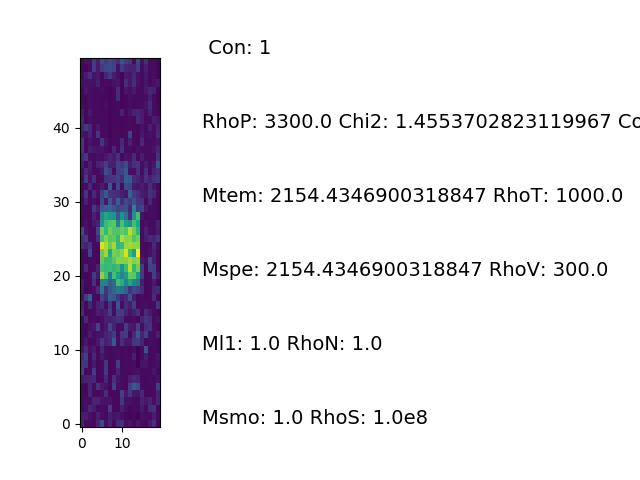 Con: 1
RhoP: 3300.0 Chi2: 1.4553702823119967 Co
Mtem: 2154.4346900318847 RhoT: 1000.0
Mspe: 2154.4346900318847 RhoV: 300.0
Ml1: 1.0 RhoN: 1.0
Msmo: 1.0 RhoS: 1.0e8
40
30
20
10
0
0 10